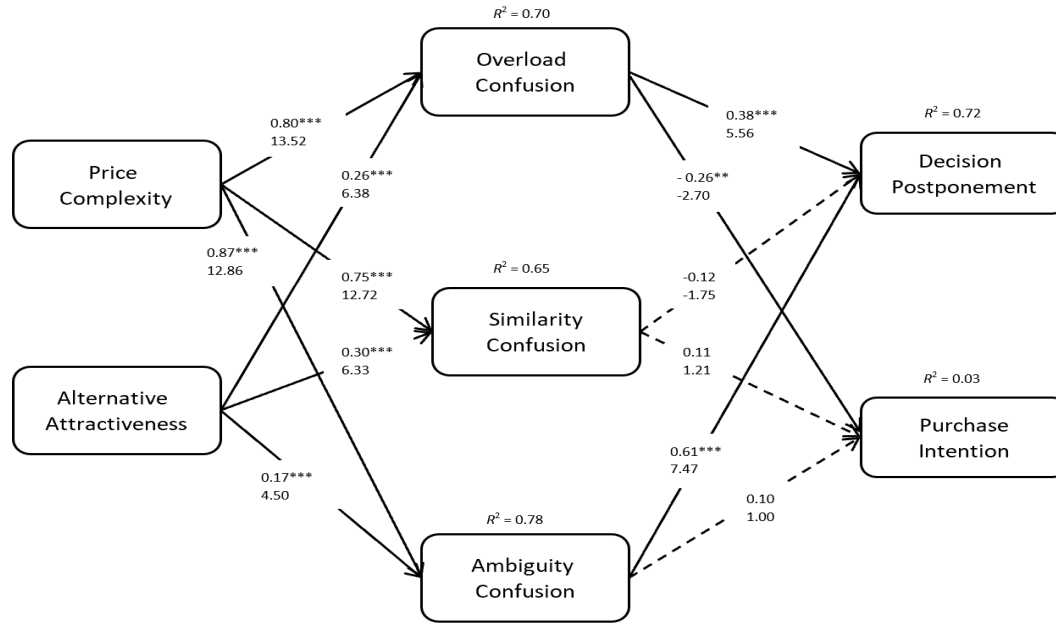 R² = 0.70
Overload
Confusion
R² = 0.72
0.80***
13.52
0.38***
5.56
Price
Complexity
Decision
Postponement
0.26***
6.38
- 0.26**
-2.70
0.87***
12.86
R² = 0.65
0.75***
12.72
-0.12
-1.75
Similarity
Confusion
0.30***
6.33
0.11
1.21
R² = 0.03
Alternative
Attractiveness
Purchase
Intention
0.17***
4.50
0.61***
7.47
0.10
1.00
R² = 0.78
Ambiguity
Confusion